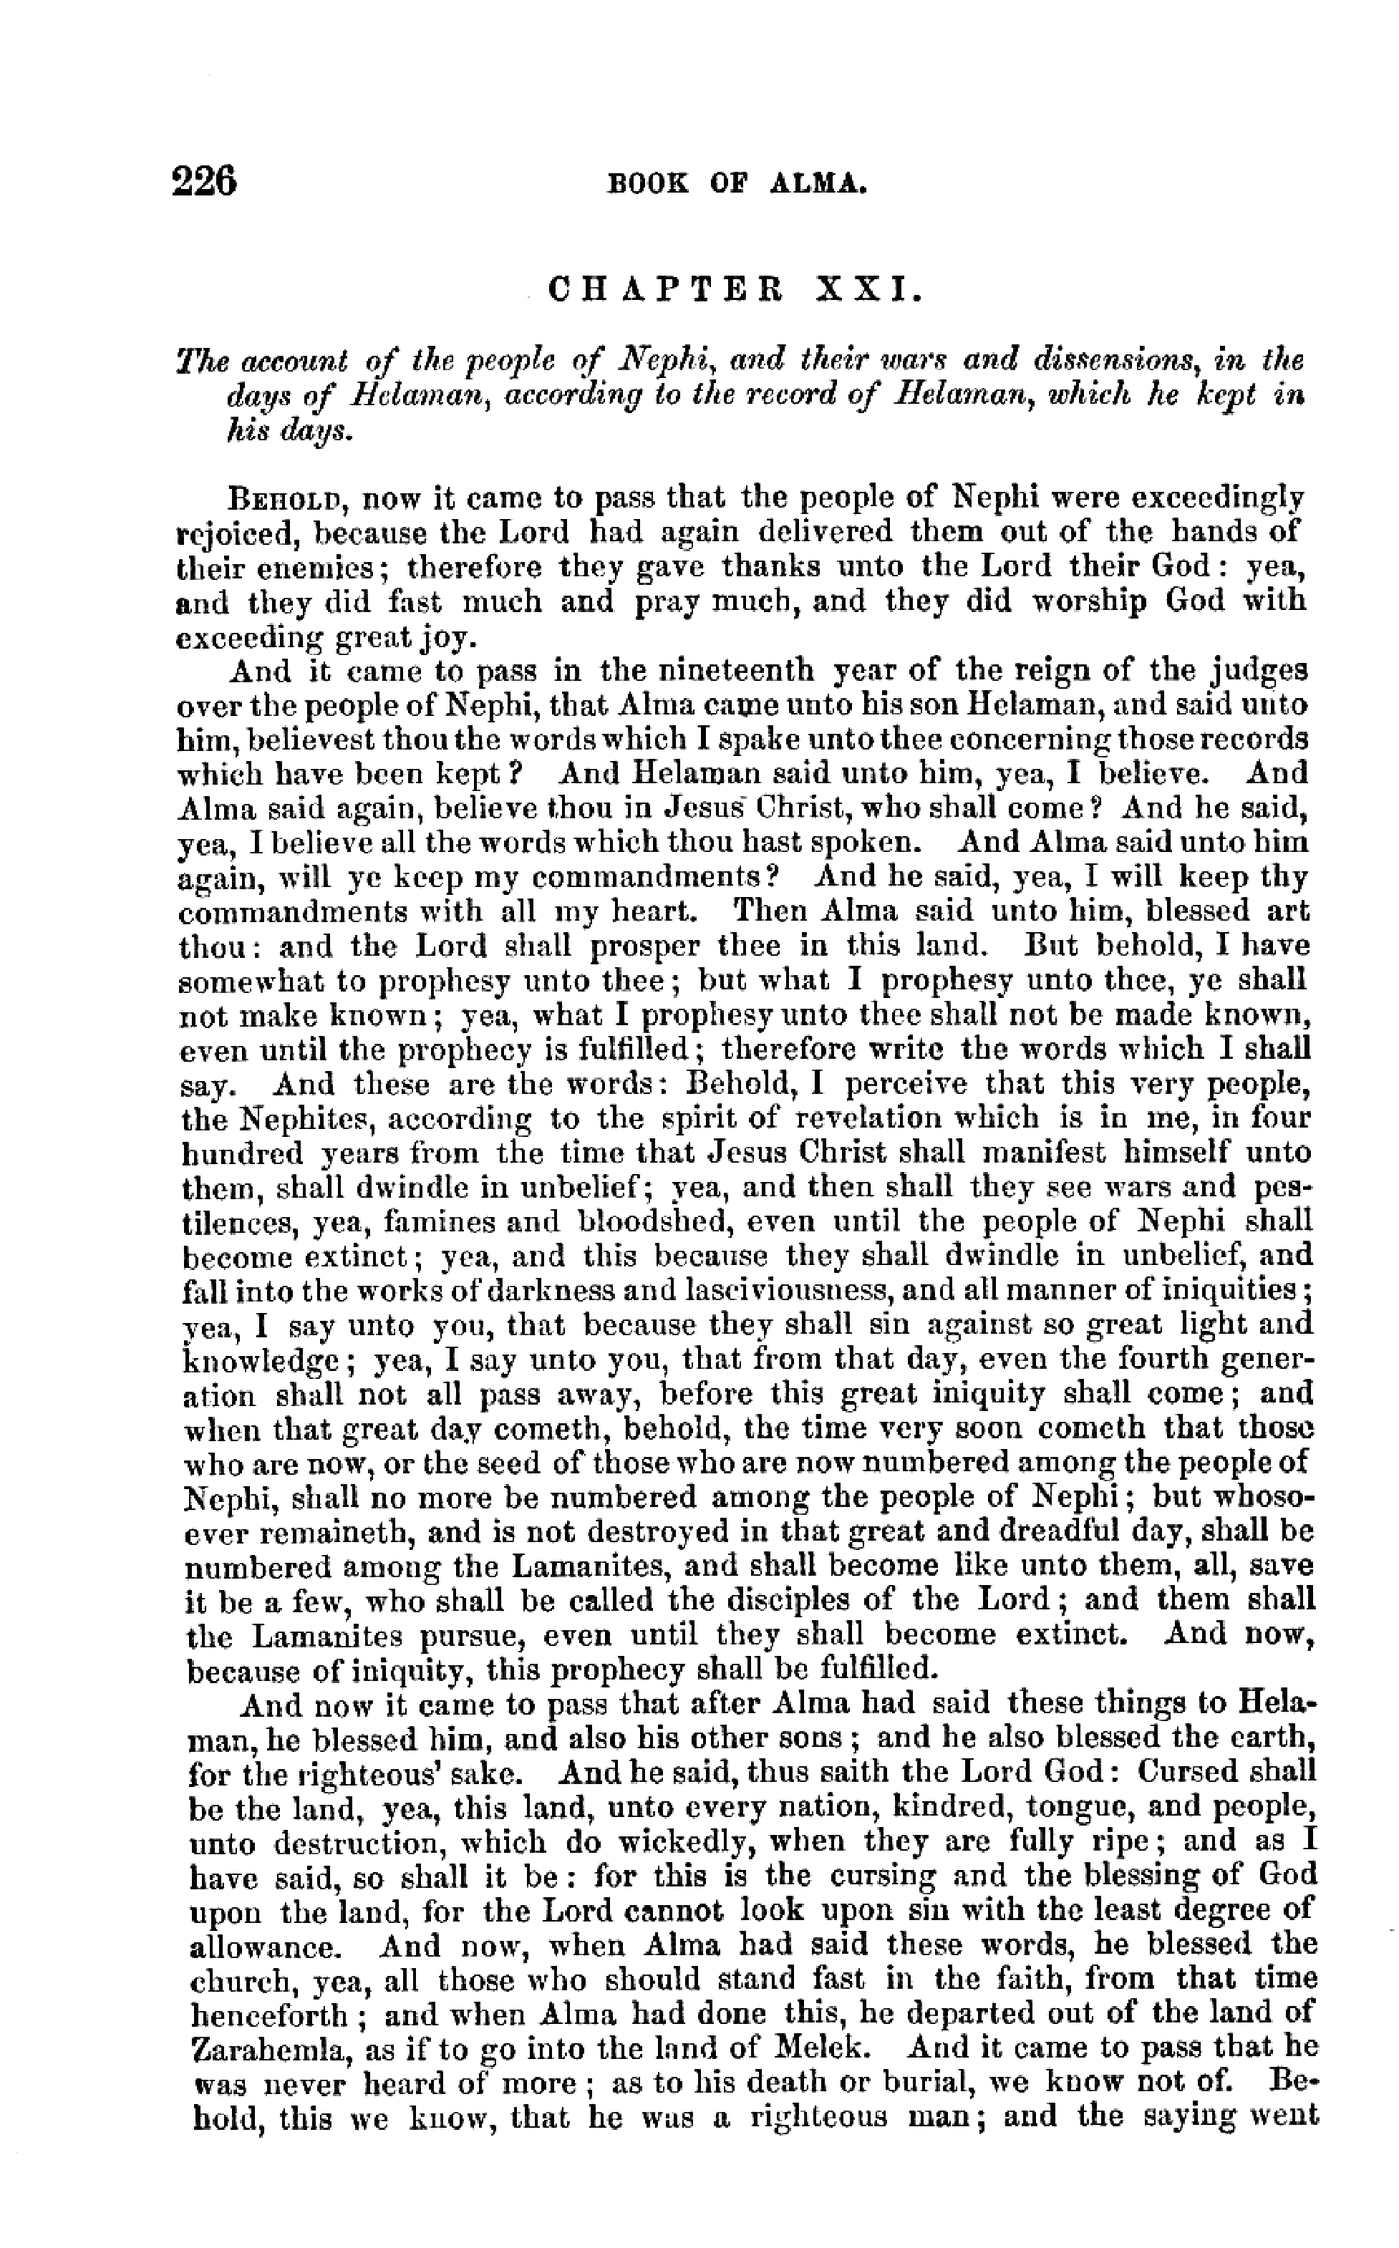 226 BOOK OF ALMA.
CHAPTER XXI.
The account of the people of Nephi, and their wars and dissensions, in the
days of Helaman, according to the record of Helaman, which he kept in
his days.
BEHOLD, now it came to pass that the people of Nephi were exceedingly
rejoiced, because the Lord had again delivered them out of the hands of
their enemies; therefore they gave thanks unto the Lord their God: yea,
and they did fast much and pray much, and they did worship God with
exceeding great joy.
And it came to pass in the nineteenth year of the reign of the judges
over the people of Nephi, that Alma came unto his son Helaman, and said unto
him, believest thou the words which I spake unto thee concerning those records
which have been kept? And Helaman said unto him, yea, I believe. And
Alma said again, believe thou in Jesus Christ, who shall come? And he said,
yea, I believe all the words which thou hast spoken. And Alma said unto him
again, will ye keep my commandments? And he said, yea, I will keep thy
commandments with all my heart. Then Alma said unto him, blessed art
thou: and the Lord shall prosper thee in this land. But behold, I have
somewhat to prophesy unto thee; but what I prophesy unto thee, ye shall
not make known; yea, what I prophesy unto thee shall not be made known,
even until the prophecy is fulfilled; therefore write the words which I shall
say. And these are the words: Behold, I perceive that this very people,
the Nephites, according to the spirit of revelation which is in me, in four
hundred years from the time that Jesus Christ shall manifest himself unto
them, shall dwindle in unbelief; yea, and then shall they see wars and pes-
tilences, yea, famines and bloodshed, even until the people of Nephi shall
become extinct; yea, and this because they shall dwindle in unbelief, and
fall into the works of darkness and lasciviousness, and all manner of iniquities;
yea, I say unto you, that because they shall sin against so great light and
knowledge; yea, I say unto you, that from that day, even the fourth gener-
ation shall not all pass away, before this great iniquity shall come; and
when that great day cometh, behold, the time very soon cometh that those
who are now, or the seed of those who are now numbered among the people of
Nephi, shall no more be numbered among the people of Nephi; but whoso-
ever remaineth, and is not destroyed in that great and dreadful day, shall be
numbered among the Lamanites, and shall become like unto them, all, save
it be a few, who shall be called the disciples of the Lord; and them shall
the Lamanites pursue, even until they shall become extinct. And now,
because of iniquity, this prophecy shall be fulfilled.
And now it came to pass that after Alma had said these things to Hela-
man, he blessed him, and also his other sons; and he also blessed the earth,
for the righteous' sake. And he said, thus saith the Lord God: Cursed shall
be the land, yea, this land, unto every nation, kindred, tongue, and people,
unto destruction, which do wickedly, when they are fully ripe; and as I
have said, so shall it be: for this is the cursing and the blessing of God
upon the land, for the Lord cannot look upon sin with the least degree of
allowance. And now, when Alma had said these words, he blessed the
church, yea, all those who should stand fast in the faith, from that time
henceforth; and when Alma had done this, he departed out of the land of
Zarahemla, as if to go into the land of Melek. And it came to pass that he
was never heard of more; as to his death or burial, we know not of. Be-
hold, this we know, that he was a righteous man; and the saying went